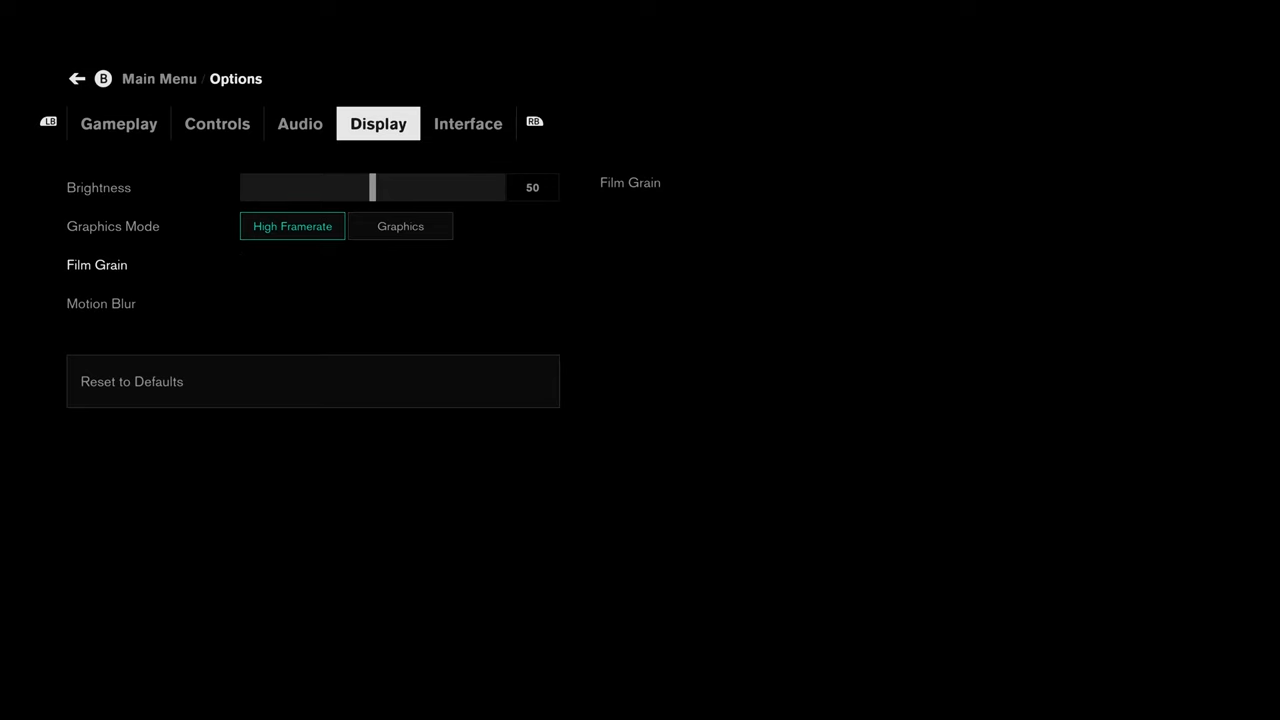 B Main Menu / Options
LB Gameplay Controls Audio Display Interface RB
Brightness 50
Film Grain
Graphics Mode High Framerate Graphics
Film Grain
Motion Blur
Reset to Defaults